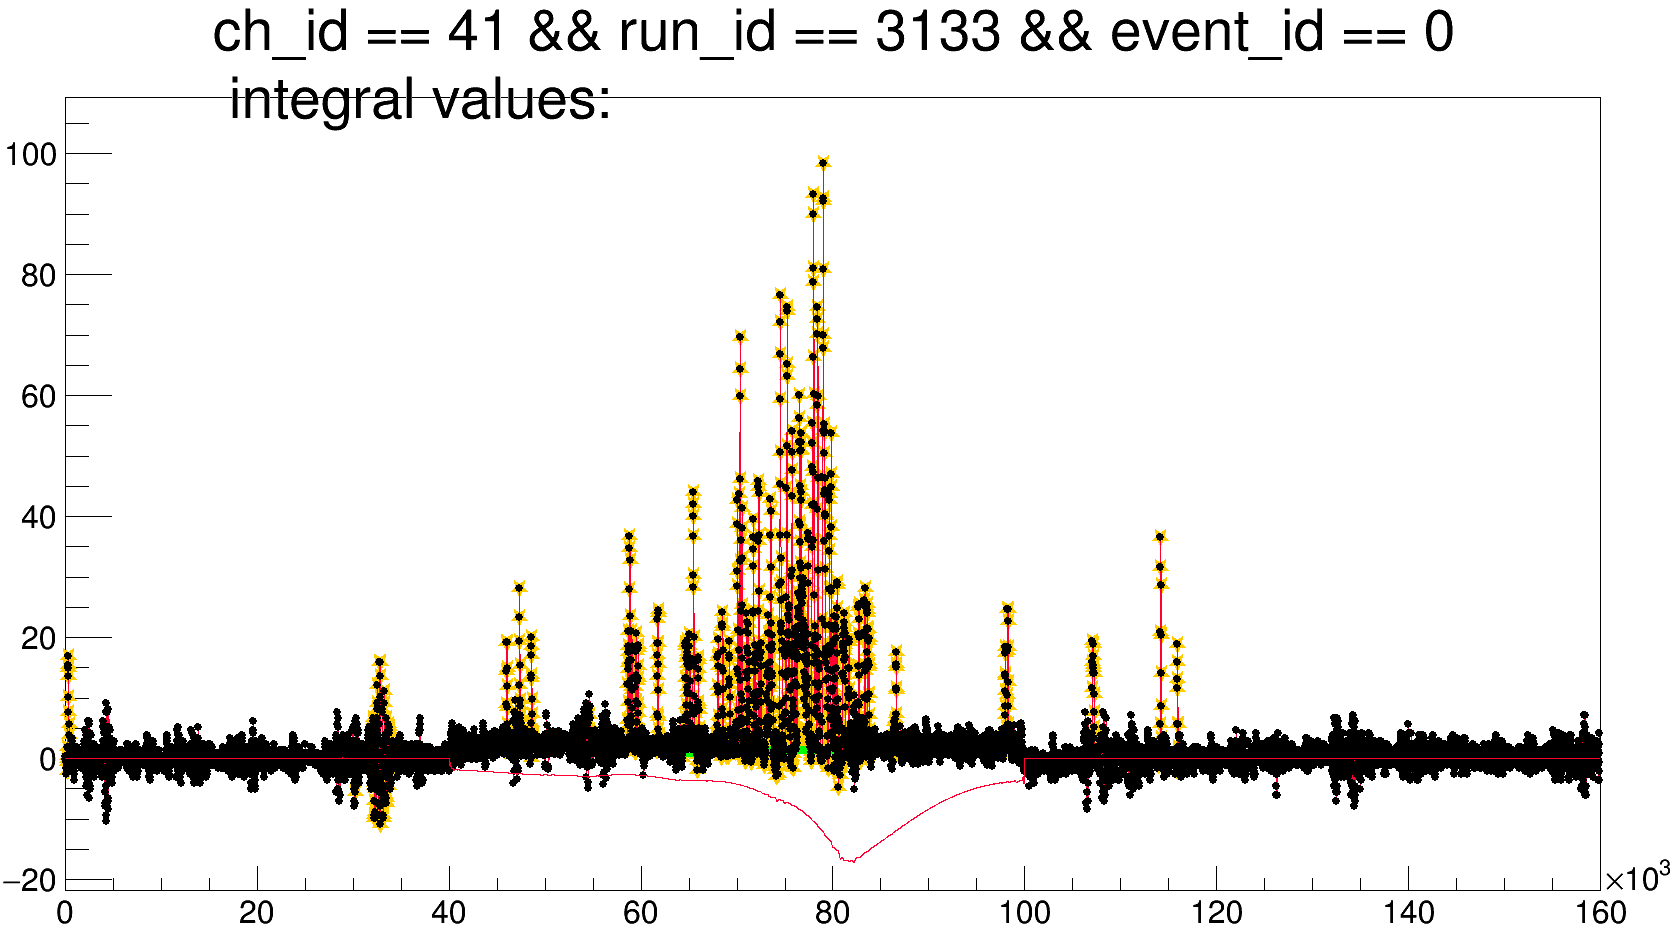 ch_id == 41 && run_id == 3133 && event_id == 0
integral values:
100
80
60
40
20
0
−20
×10³
0 20 40 60 80 100 120 140 160